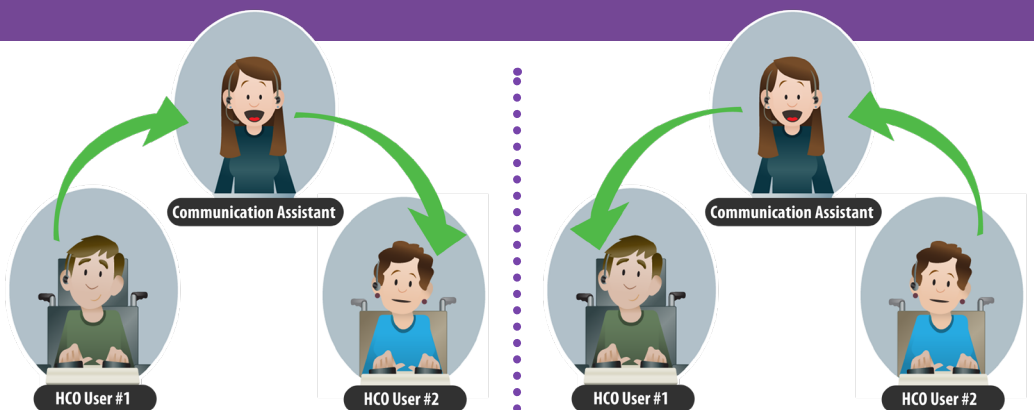 Communication Assistant
HCO User #1
HCO User #2
Communication Assistant
HCO User #1
HCO User #2